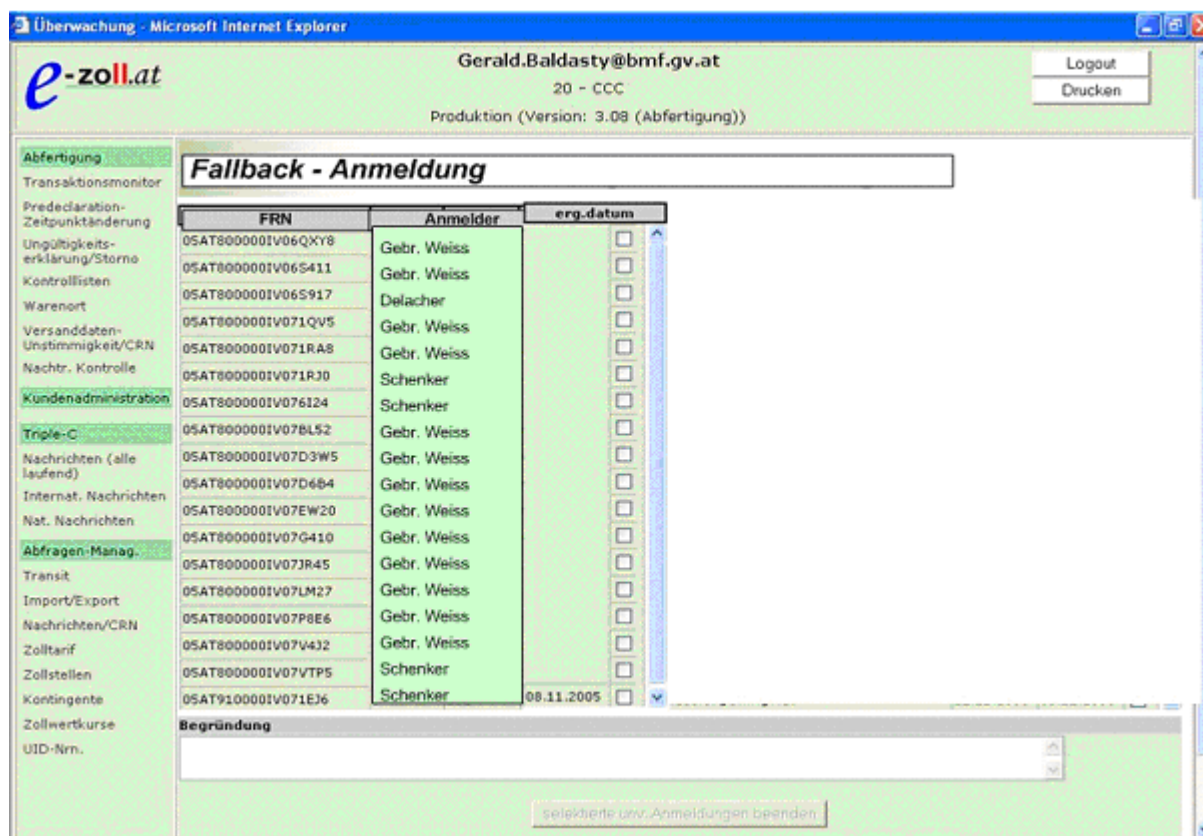 Überwachung - Microsoft Internet Explorer
e-zoll.at
Gerald.Baldasty@bmf.gv.at
20 - CCC
Produktion (Version: 3.08 (Abfertigung))
Logout
Drucken
Abfertigung
Transaktionsmonitor
Predeclaration-
Zeitpunktänderung
Ungültigkeits-
erklärung/Storno
Kontrolllisten
Warenort
Versanddaten-
Unstimmigkeit/CRN
Nachtr. Kontrolle
Kundenadministration
Triple-C
Nachrichten (alle
laufend)
Internat. Nachrichten
Nat. Nachrichten
Abfragen-Manag.
Transit
Import/Export
Nachrichten/CRN
Zolltarif
Zollstellen
Kontingente
Zollwertkurse
UID-Nrn.
Fallback - Anmeldung
FRN Anmelder erg.datum
05AT800000IV06QXY8 Gebr. Weiss
05AT800000IV06S411 Gebr. Weiss
05AT800000IV06S917 Delacher
05AT800000IV071QV5 Gebr. Weiss
05AT800000IV071RA8 Gebr. Weiss
05AT800000IV071RJ0 Schenker
05AT800000IV076I24 Schenker
05AT800000IV07BL52 Gebr. Weiss
05AT800000IV07D3W5 Gebr. Weiss
05AT800000IV07D6B4 Gebr. Weiss
05AT800000IV07EW20 Gebr. Weiss
05AT800000IV07G410 Gebr. Weiss
05AT800000IV07JR45 Gebr. Weiss
05AT800000IV07LM27 Gebr. Weiss
05AT800000IV07P8E6 Gebr. Weiss
05AT800000IV07V4J2 Gebr. Weiss
05AT800000IV07VTP5 Schenker
05AT910000IV071EJ6 Schenker 08.11.2005
Begründung
selektierte unv. Anmeldungen beenden